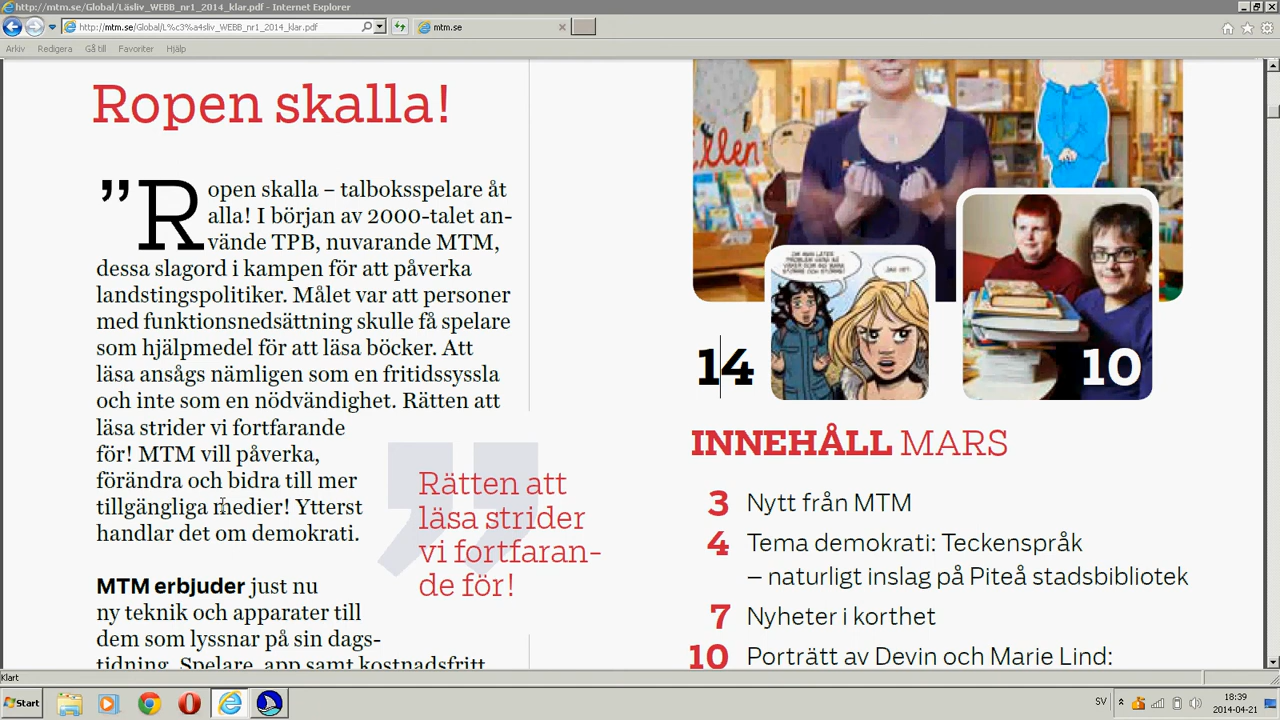 http://mtm.se/Global/Läsliv_WEBB_nr1_2014_klar.pdf - Internet Explorer
http://mtm.se/Global/L%c3%a4sliv_WEBB_nr1_2014_klar.pdf
mtm.se
Arkiv Redigera Gå till Favoriter Hjälp
Ropen skalla!
”Ropen skalla – talboksspelare åt
alla! I början av 2000-talet an-
vände TPB, nuvarande MTM,
dessa slagord i kampen för att påverka
landstingspolitiker. Målet var att personer
med funktionsnedsättning skulle få spelare
som hjälpmedel för att läsa böcker. Att
läsa ansågs nämligen som en fritidssyssla
och inte som en nödvändighet. Rätten att
läsa strider vi fortfarande
för! MTM vill påverka,
förändra och bidra till mer
tillgängliga medier! Ytterst
handlar det om demokrati.
MTM erbjuder just nu
ny teknik och apparater till
dem som lyssnar på sin dags-
tidning. Spelare, app samt kostnadsfritt
Rätten att
läsa strider
vi fortfaran-
de för!
JAG VET.
14
10
INNEHÅLL MARS
3 Nytt från MTM
4 Tema demokrati: Teckenspråk
– naturligt inslag på Piteå stadsbibliotek
7 Nyheter i korthet
10 Porträtt av Devin och Marie Lind:
Klart
Start
SV
18:39
2014-04-21